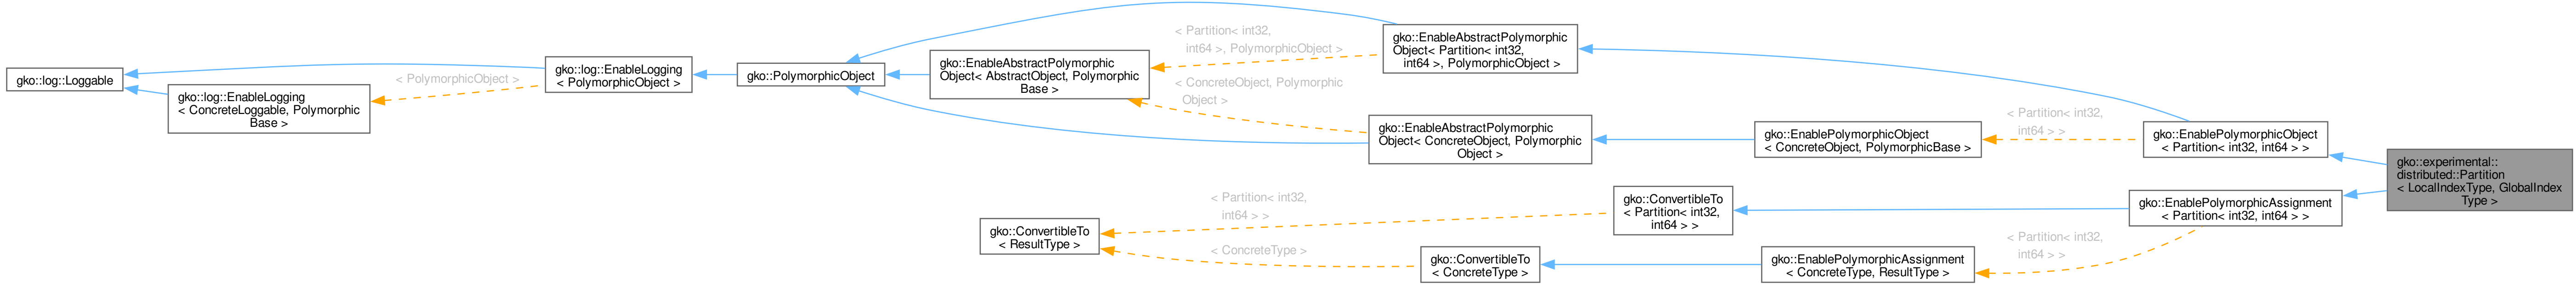 gko::log::Loggable
gko::log::EnableLogging
< ConcreteLoggable, Polymorphic
Base >
< PolymorphicObject >
gko::log::EnableLogging
< PolymorphicObject >
gko::PolymorphicObject
gko::EnableAbstractPolymorphic
Object< AbstractObject, Polymorphic
Base >
< Partition< int32,
int64 >, PolymorphicObject >
< ConcreteObject, Polymorphic
Object >
gko::EnableAbstractPolymorphic
Object< Partition< int32,
int64 >, PolymorphicObject >
gko::EnableAbstractPolymorphic
Object< ConcreteObject, Polymorphic
Object >
gko::EnablePolymorphicObject
< ConcreteObject, PolymorphicBase >
< Partition< int32,
int64 > >
gko::EnablePolymorphicObject
< Partition< int32, int64 > >
gko::experimental::
distributed::Partition
< LocalIndexType, GlobalIndex
Type >
gko::ConvertibleTo
< ResultType >
< Partition< int32,
int64 > >
< ConcreteType >
gko::ConvertibleTo
< Partition< int32,
int64 > >
gko::ConvertibleTo
< ConcreteType >
gko::EnablePolymorphicAssignment
< ConcreteType, ResultType >
< Partition< int32,
int64 > >
gko::EnablePolymorphicAssignment
< Partition< int32, int64 > >